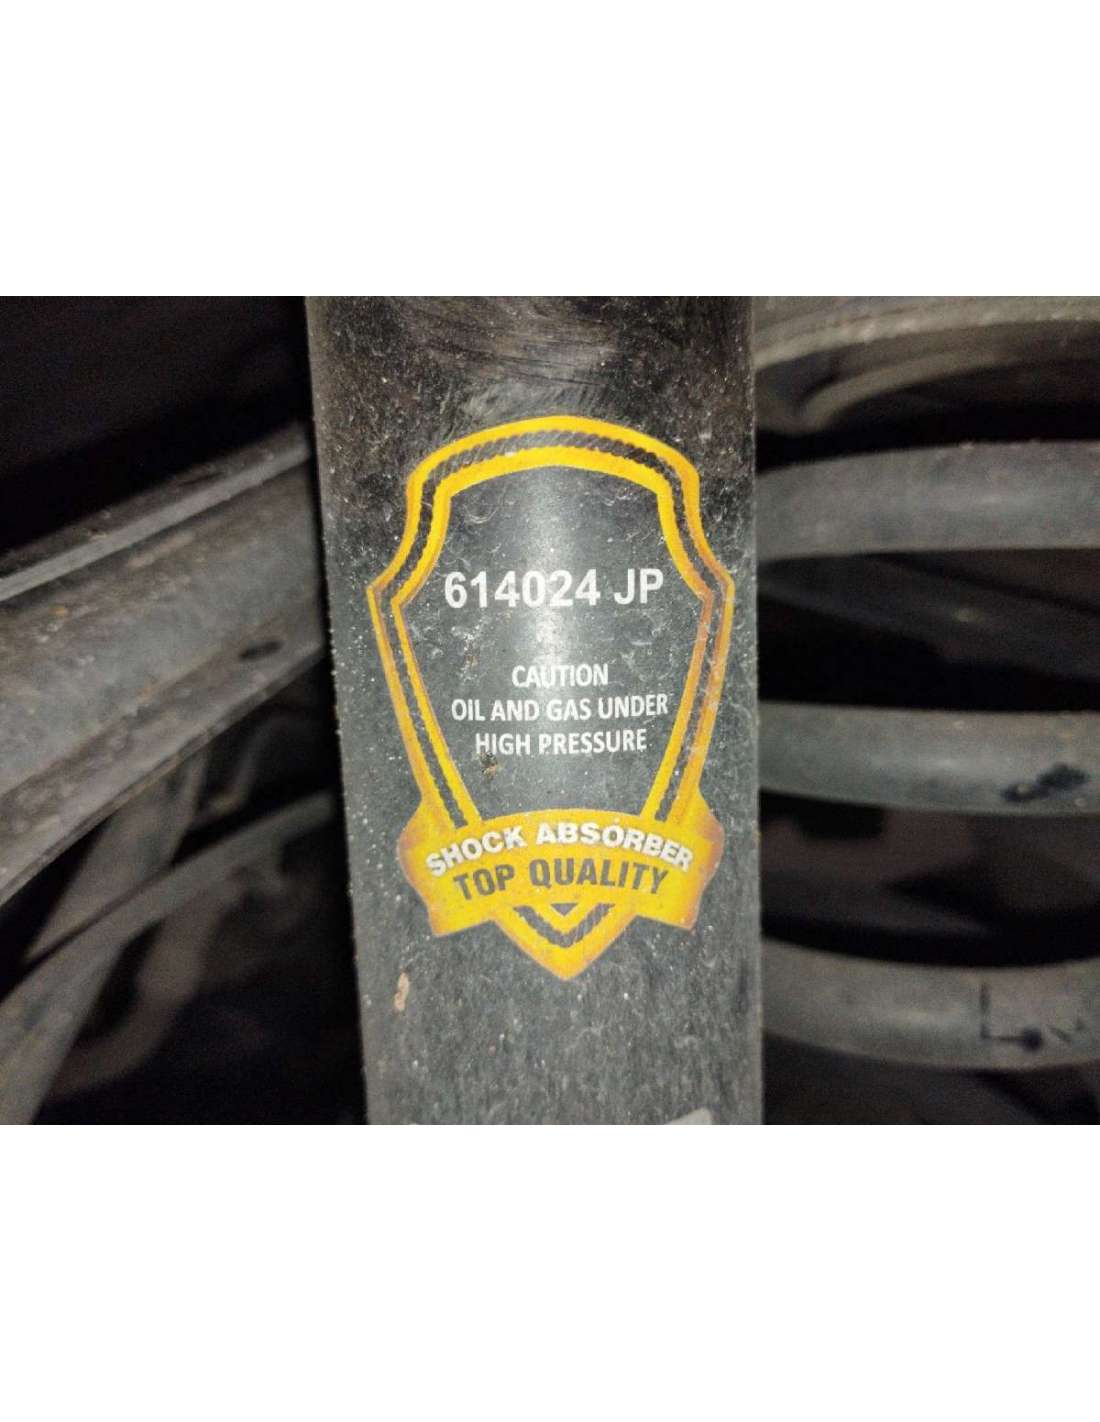 614024 JP
CAUTION
OIL AND GAS UNDER
HIGH PRESSURE
SHOCK ABSORBER
TOP QUALITY